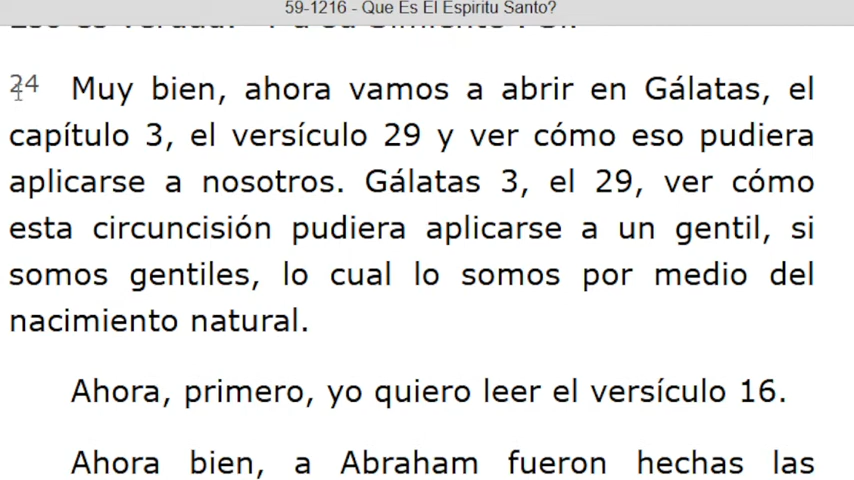 59-1216 - Que Es El Espiritu Santo?
24 Muy bien, ahora vamos a abrir en Gálatas, el
capítulo 3, el versículo 29 y ver cómo eso pudiera
aplicarse a nosotros. Gálatas 3, el 29, ver cómo
esta circuncisión pudiera aplicarse a un gentil, si
somos gentiles, lo cual lo somos por medio del
nacimiento natural.
Ahora, primero, yo quiero leer el versículo 16.
Ahora bien, a Abraham fueron hechas las